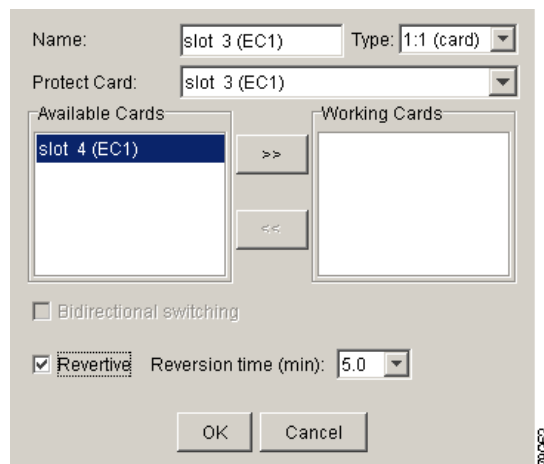 Name: slot 3 (EC1) Type: 1:1 (card)
Protect Card: slot 3 (EC1)
Available Cards Working Cards
slot 4 (EC1)
>>
<<
Bidirectional switching
Revertive Reversion time (min): 5.0
OK Cancel